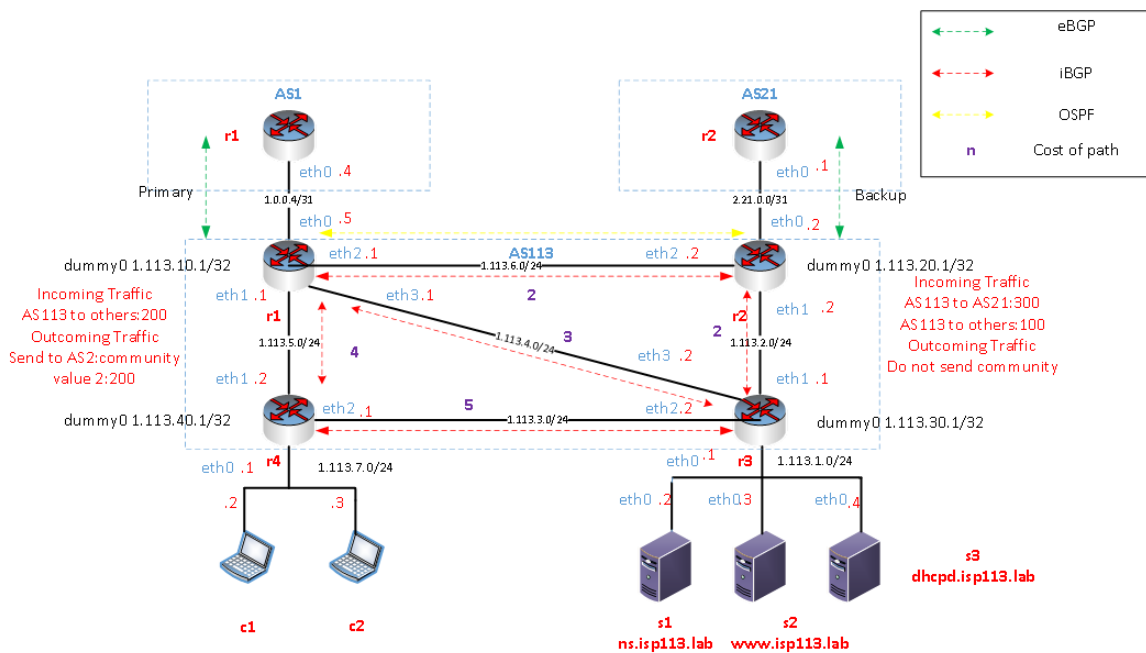 eBGP
iBGP
OSPF
n Cost of path
AS1
AS21
r1
r2
eth0 .4
eth0 .1
Primary
Backup
1.0.0.4/31
2.21.0.0/31
eth0 .5
eth0 .2
AS113
eth2 .1
eth2 .2
dummy0 1.113.10.1/32
1.113.6.0/24
dummy0 1.113.20.1/32
Incoming Traffic
AS113 to others:200
Outcoming Traffic
Send to AS2:community
value 2:200
eth1 .1
eth3 .1
2
r1
r2
eth1 .2
Incoming Traffic
AS113 to AS21:300
AS113 to others:100
Outcoming Traffic
Do not send community
1.113.5.0/24
4
3
1.113.4.0/24
2
1.113.2.0/24
eth3 .2
eth1 .2
eth1 .1
5
dummy0 1.113.40.1/32
eth2 .1
1.113.3.0/24
eth2 .2
dummy0 1.113.30.1/32
r4
r3
eth0 .1
1.113.7.0/24
eth0 .1
1.113.1.0/24
.2
.3
eth0 .2
eth0 .3
eth0 .4
c1
c2
s1
ns.isp113.lab
s2
www.isp113.lab
s3
dhcpd.isp113.lab